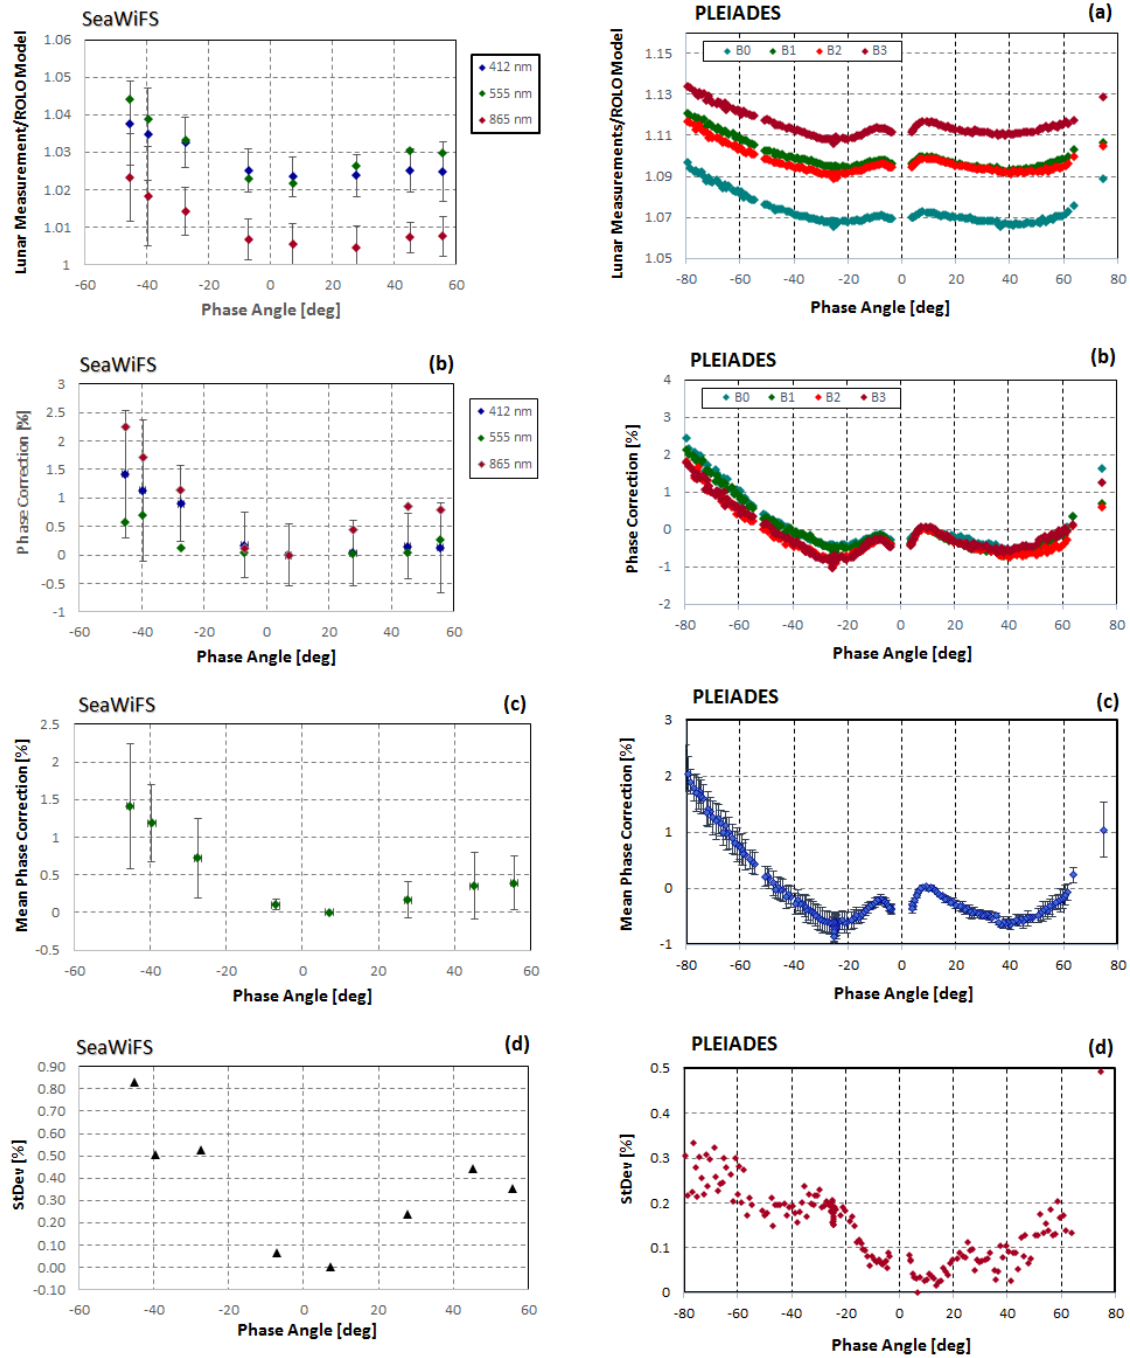 SeaWiFS
Lunar Measurements/ROLO Model
1.06
1.05
1.04
1.03
1.02
1.01
1
-60 -40 -20 0 20 40 60
Phase Angle [deg]
412 nm
555 nm
865 nm
PLEIADES (a)
Lunar Measurements/ROLO Model
1.15
1.13
1.11
1.09
1.07
1.05
B0 B1 B2 B3
-80 -60 -40 -20 0 20 40 60 80
Phase Angle [deg]
SeaWiFS (b)
Phase Correction [%]
3
2.5
2
1.5
1
0.5
0
-0.5
-1
-60 -40 -20 0 20 40 60
Phase Angle [deg]
412 nm
555 nm
865 nm
PLEIADES (b)
Phase Correction [%]
4
3
2
1
0
-1
-2
B0 B1 B2 B3
-80 -60 -40 -20 0 20 40 60 80
Phase Angle [deg]
SeaWiFS (c)
Mean Phase Correction [%]
2.5
2
1.5
1
0.5
0
-0.5
-60 -40 -20 0 20 40 60
Phase Angle [deg]
PLEIADES (c)
Mean Phase Correction [%]
3
2
1
0
-1
-80 -60 -40 -20 0 20 40 60 80
Phase Angle [deg]
SeaWiFS (d)
StDev [%]
0.90
0.80
0.70
0.60
0.50
0.40
0.30
0.20
0.10
0.00
-0.10
-60 -40 -20 0 20 40 60
Phase Angle [deg]
PLEIADES (d)
StDev [%]
0.5
0.4
0.3
0.2
0.1
0
-80 -60 -40 -20 0 20 40 60 80
Phase Angle [deg]